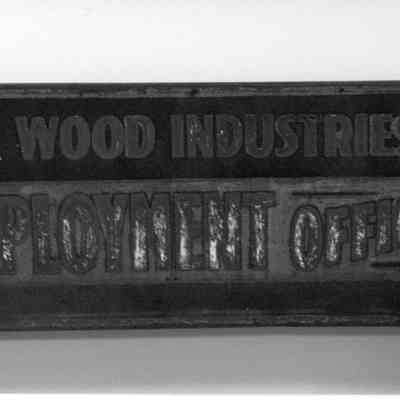 WOOD INDUSTRIES
PLOYMENT OFFI